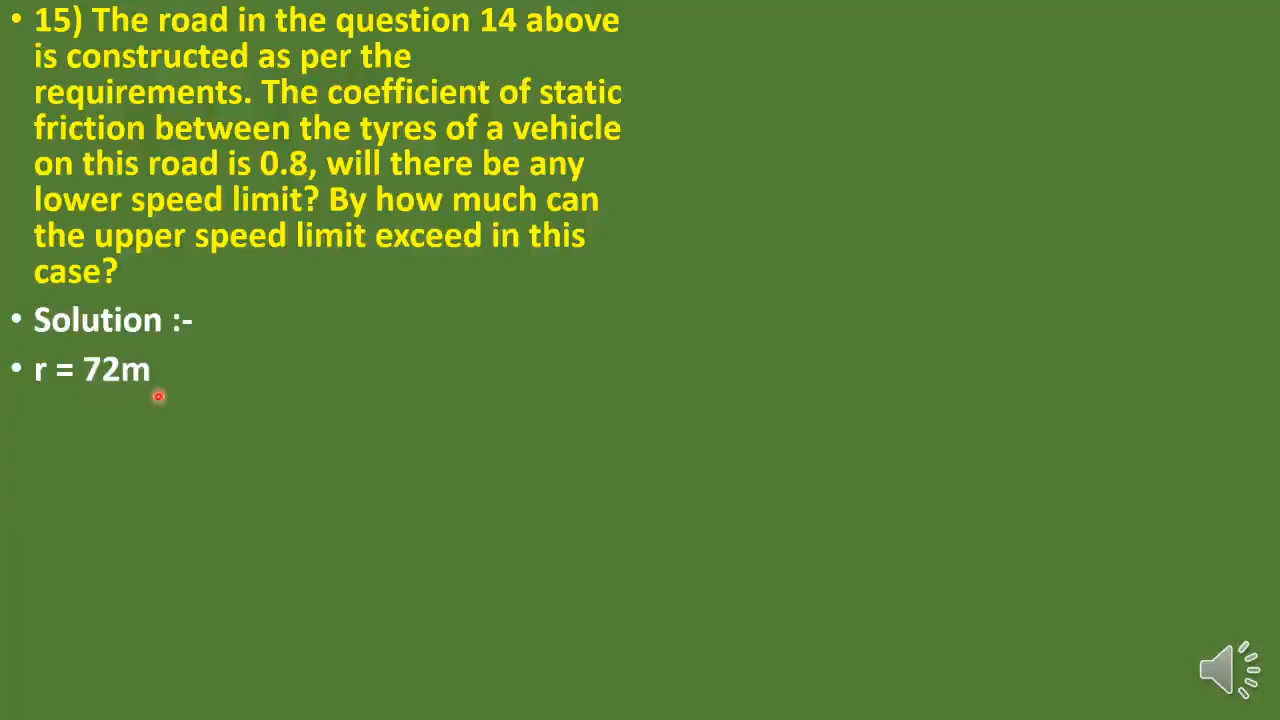 • 15) The road in the question 14 above
is constructed as per the
requirements. The coefficient of static
friction between the tyres of a vehicle
on this road is 0.8, will there be any
lower speed limit? By how much can
the upper speed limit exceed in this
case?
• Solution :-
• r = 72m